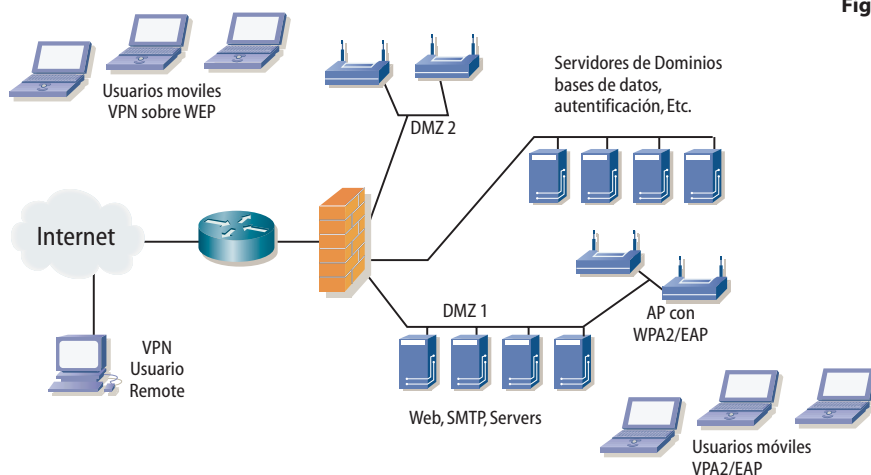 Fig
Usuarios moviles
VPN sobre WEP
DMZ 2
Servidores de Dominios
bases de datos,
autentificación, Etc.
Internet
DMZ 1
AP con
WPA2/EAP
VPN
Usuario
Remote
Web, SMTP, Servers
Usuarios móviles
VPA2/EAP